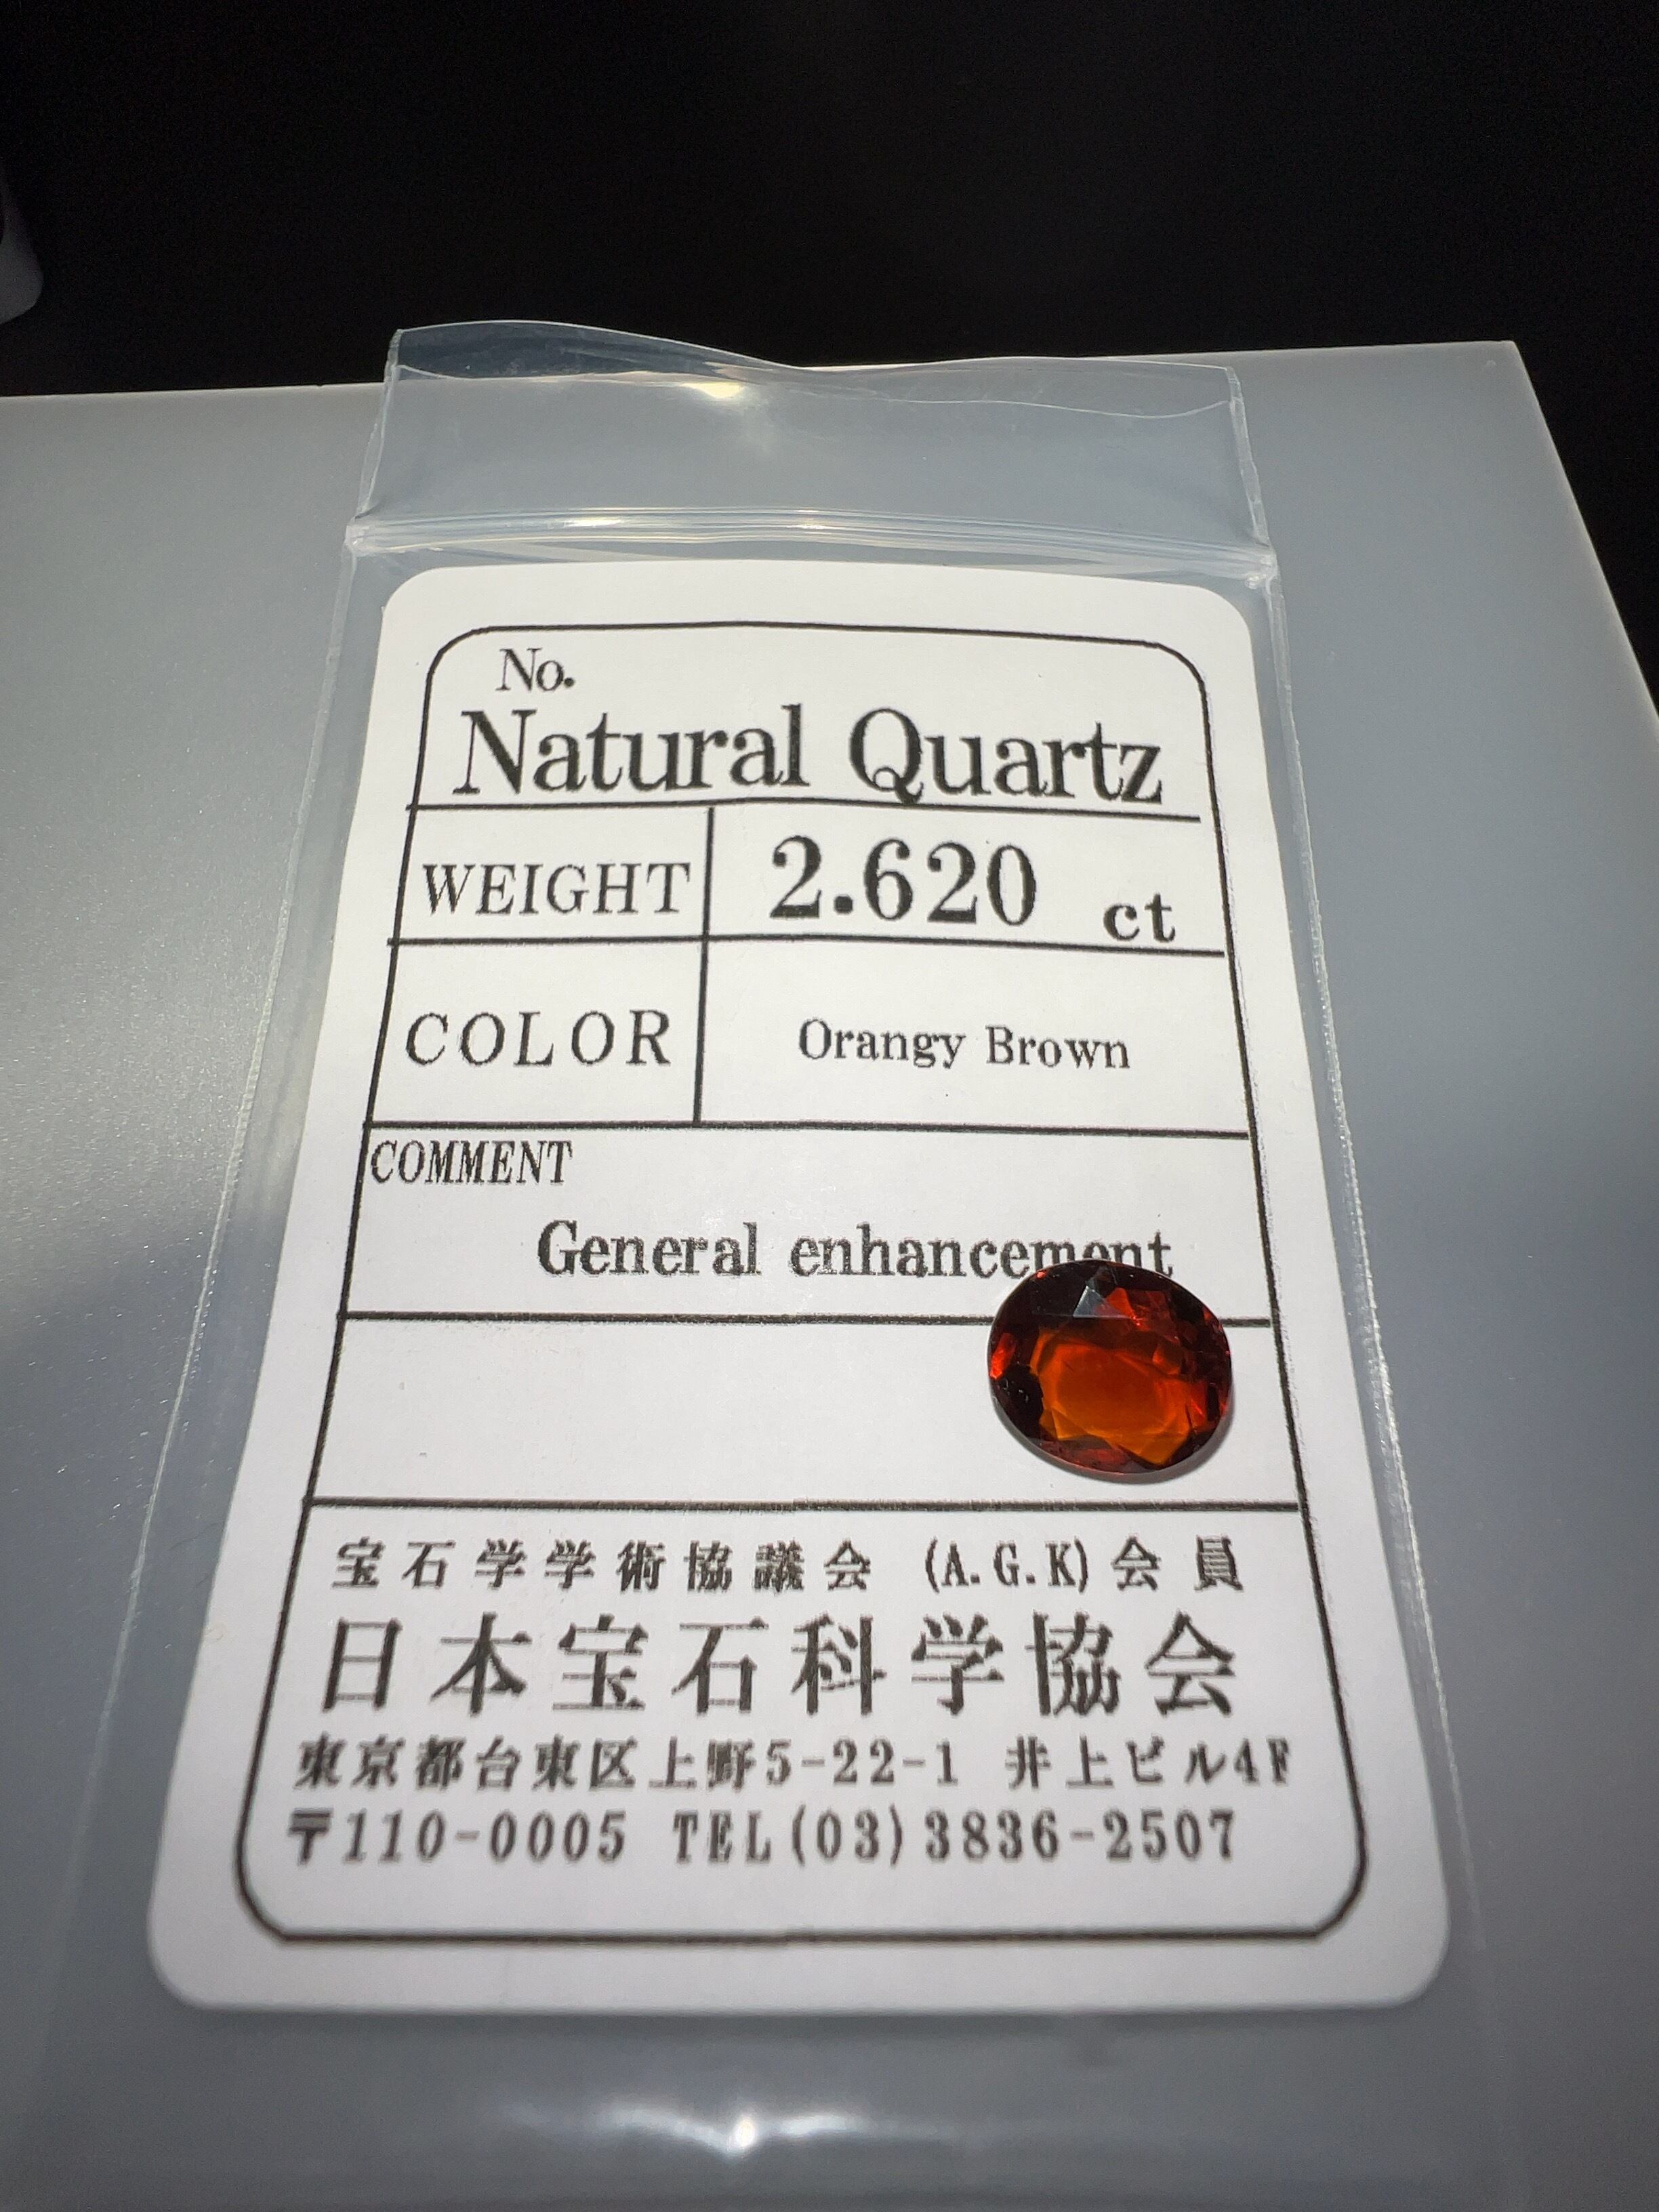 No.
Natural Quartz
WEIGHT 2.620 ct
COLOR Orangy Brown
COMMENT
General enhancement
宝石学学術協議会 (A.G.K)会員
日本宝石科学協会
東京都台東区上野5-22-1 井上ビル4F
〒110-0005 TEL(03)3836-2507